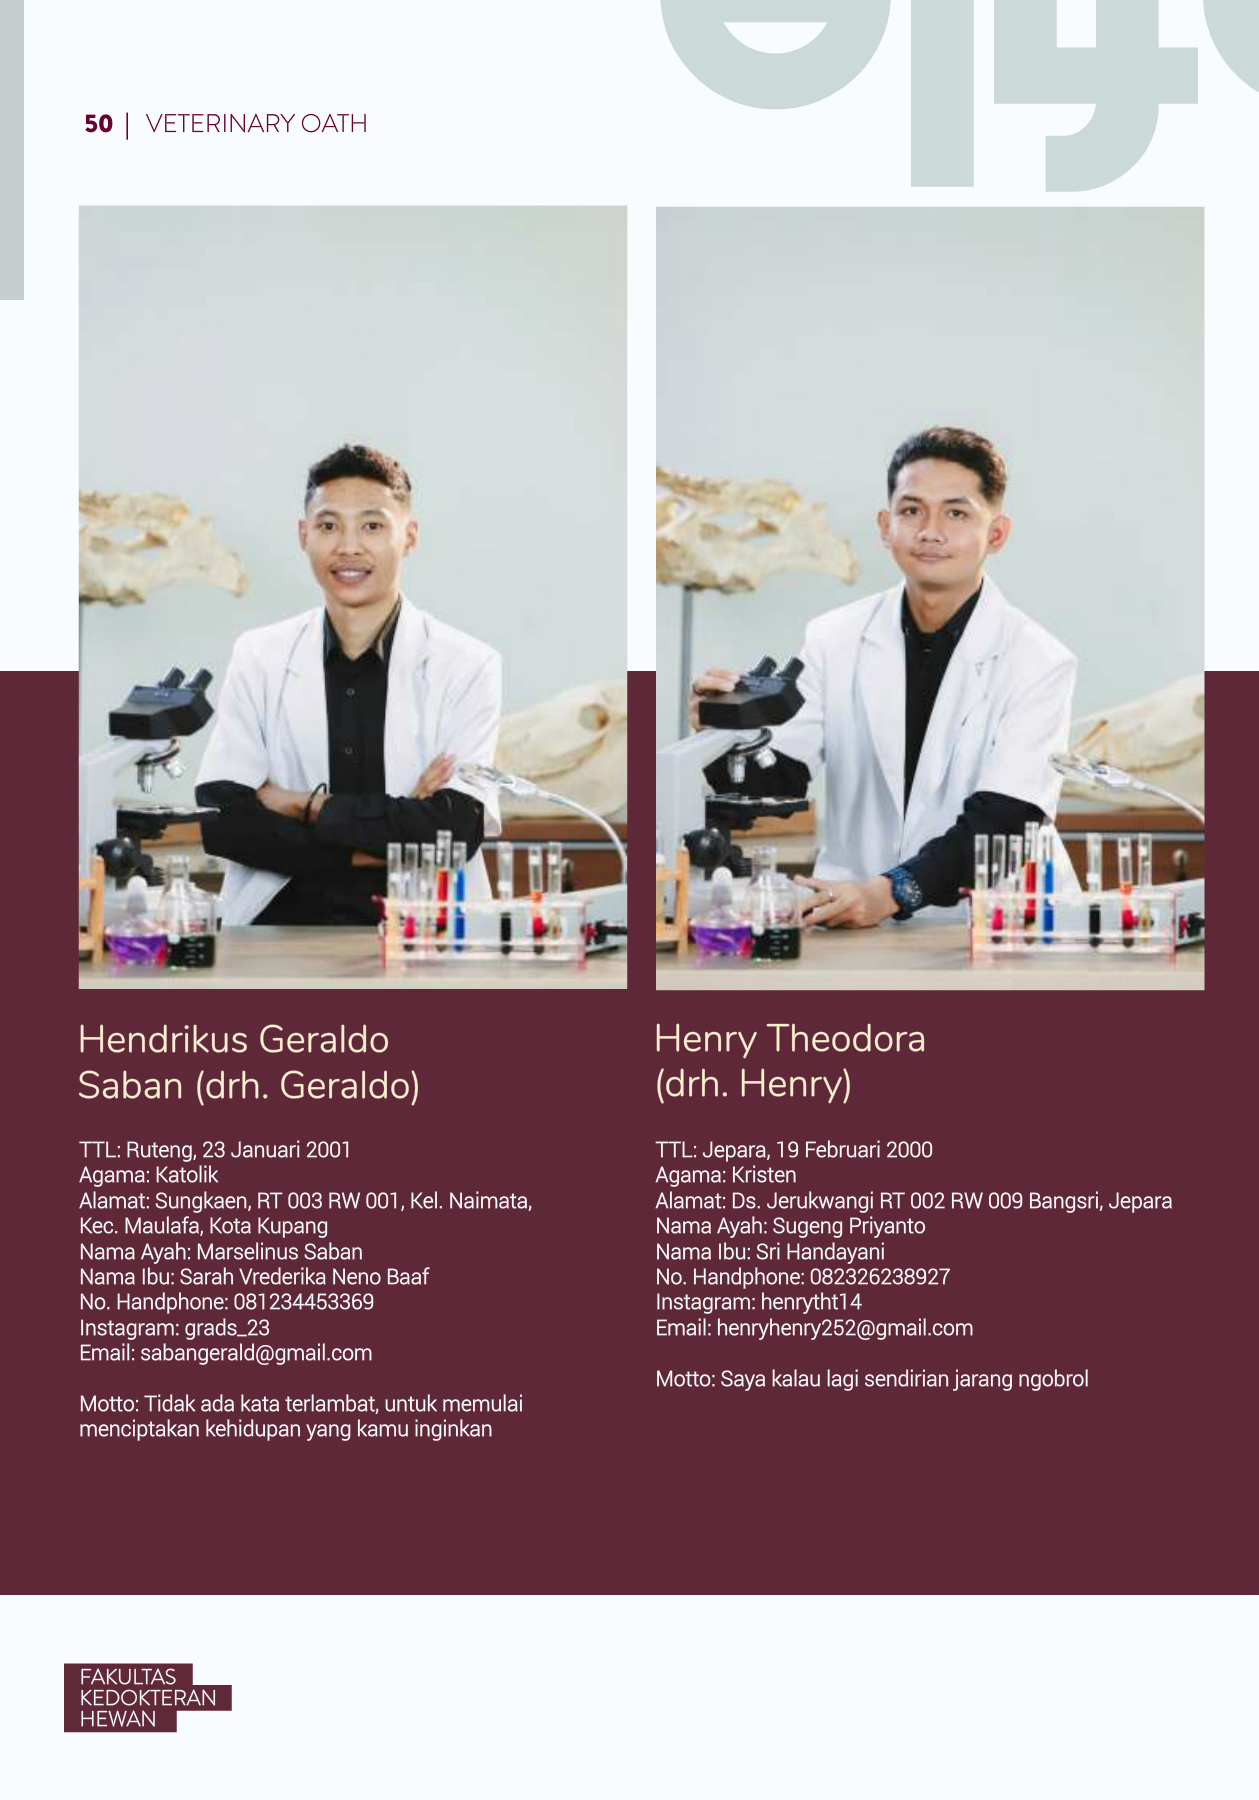 50 | VETERINARY OATH
Hendrikus Geraldo
Saban (drh. Geraldo)
TTL: Ruteng, 23 Januari 2001
Agama: Katolik
Alamat: Sungkaen, RT 003 RW 001, Kel. Naimata,
Kec. Maulafa, Kota Kupang
Nama Ayah: Marselinus Saban
Nama Ibu: Sarah Vrederika Neno Baaf
No. Handphone: 081234453369
Instagram: grads_23
Email: sabangerald@gmail.com
Motto: Tidak ada kata terlambat, untuk memulai
menciptakan kehidupan yang kamu inginkan
Henry Theodora
(drh. Henry)
TTL: Jepara, 19 Februari 2000
Agama: Kristen
Alamat: Ds. Jerukwangi RT 002 RW 009 Bangsri, Jepara
Nama Ayah: Sugeng Priyanto
Nama Ibu: Sri Handayani
No. Handphone: 082326238927
Instagram: henrytht14
Email: henryhenry252@gmail.com
Motto: Saya kalau lagi sendirian jarang ngobrol
FAKULTAS
KEDOKTERAN
HEWAN